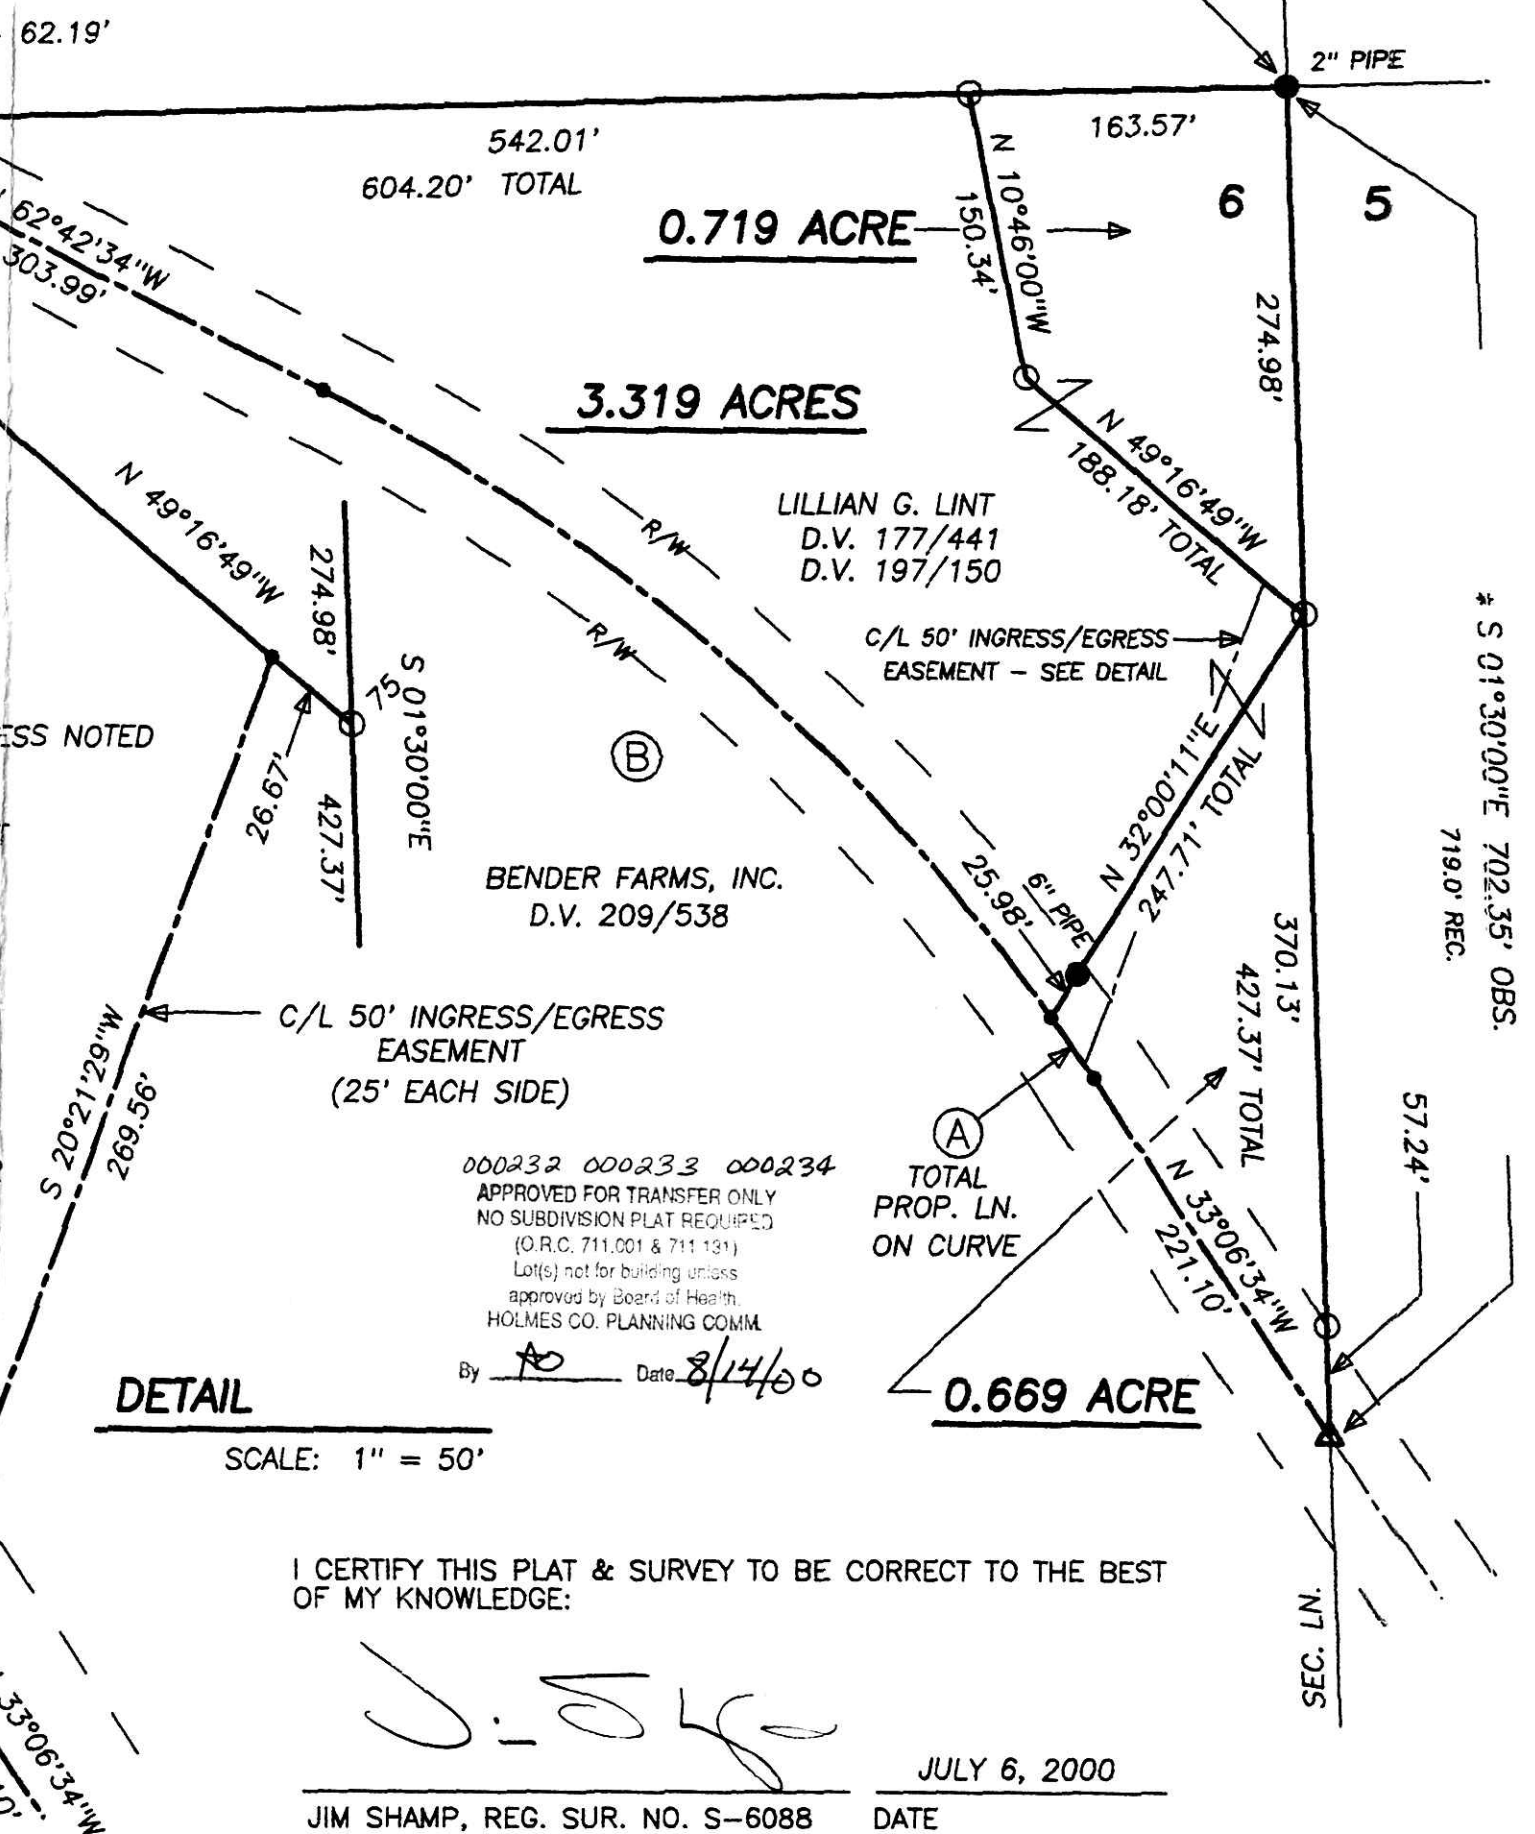 62.19'
2" PIPE
542.01'
163.57'
604.20' TOTAL
62°42'34"W
303.99'
0.719 ACRE
N 10°46'00"W
150.34'
6
5
274.98'
3.319 ACRES
N 49°16'49"W
188.18' TOTAL
LILLIAN G. LINT
D.V. 177/441
D.V. 197/150
R/W
R/W
N 49°16'49"W
274.98'
75
S 01°30'00"E
26.67'
427.37'
C/L 50' INGRESS/EGRESS
EASEMENT - SEE DETAIL
* S 01°30'00"E 702.35' OBS.
719.0' REC.
ESS NOTED
B
N 32°00'11"E
247.71' TOTAL
25.98'
6" PIPE
BENDER FARMS, INC.
D.V. 209/538
370.13'
427.37' TOTAL
C/L 50' INGRESS/EGRESS
EASEMENT
(25' EACH SIDE)
S 20°21'29"W
269.56'
57.24'
A
TOTAL
PROP. LN.
ON CURVE
N 33°06'34"W
221.10'
000232 000233 000234
APPROVED FOR TRANSFER ONLY
NO SUBDIVISION PLAT REQUIRED
(O.R.C. 711.001 & 711.131)
Lot(s) not for building unless
approved by Board of Health.
HOLMES CO. PLANNING COMM.
By Date 8/14/00
DETAIL
0.669 ACRE
SCALE: 1" = 50'
I CERTIFY THIS PLAT & SURVEY TO BE CORRECT TO THE BEST
OF MY KNOWLEDGE:
SEC. LN.
33°06'34"W
JULY 6, 2000
JIM SHAMP, REG. SUR. NO. S-6088 DATE